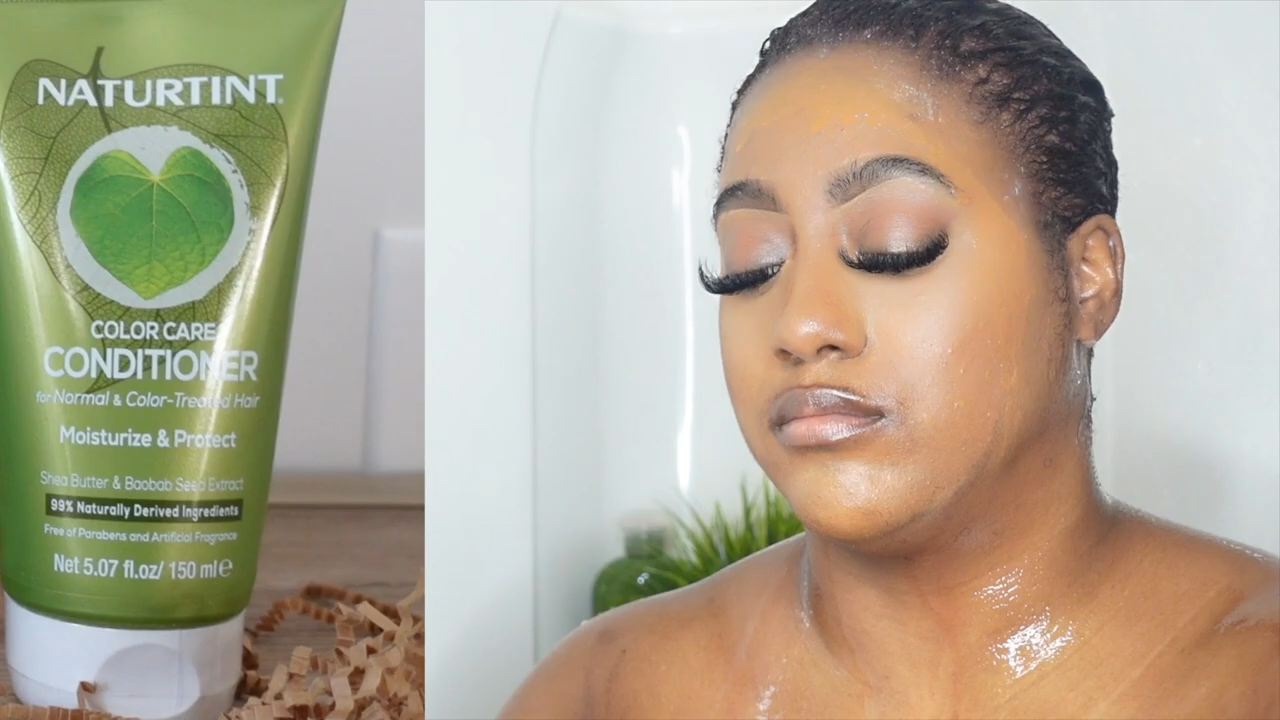 NATURTINT
COLOR CARE
CONDITIONER
for Normal & Color-Treated Hair
Moisturize & Protect
Shea Butter & Baobab Seed Extract
99% Naturally Derived Ingredients
Free of Parabens and Artificial Fragrance
Net 5.07 fl.oz/ 150 ml ℮